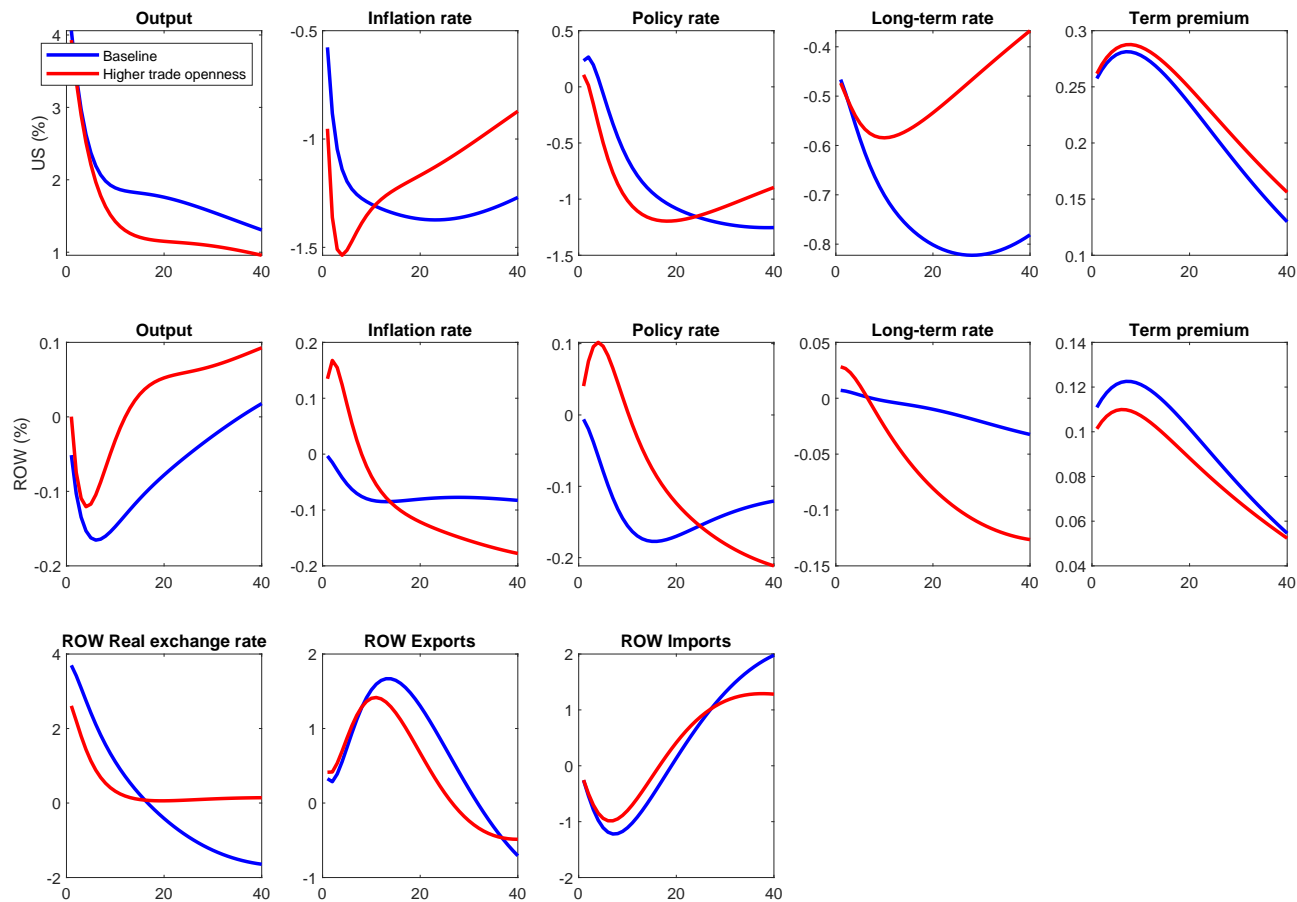 Output
Inflation rate
Policy rate
Long-term rate
Term premium
US (%)
4
3
2
1
0 20 40
Baseline
Higher trade openness
-0.5
-1
-1.5
0 20 40
0.5
0
-0.5
-1
-1.5
0 20 40
-0.4
-0.5
-0.6
-0.7
-0.8
0 20 40
0.3
0.25
0.2
0.15
0.1
0 20 40
Output
Inflation rate
Policy rate
Long-term rate
Term premium
ROW (%)
0.1
0
-0.1
-0.2
0 20 40
0.2
0.1
0
-0.1
-0.2
0 20 40
0.1
0
-0.1
-0.2
0 20 40
0.05
0
-0.05
-0.1
-0.15
0 20 40
0.14
0.12
0.1
0.08
0.06
0.04
0 20 40
ROW Real exchange rate
ROW Exports
ROW Imports
4
2
0
-2
0 20 40
2
1
0
-1
0 20 40
2
1
0
-1
-2
0 20 40